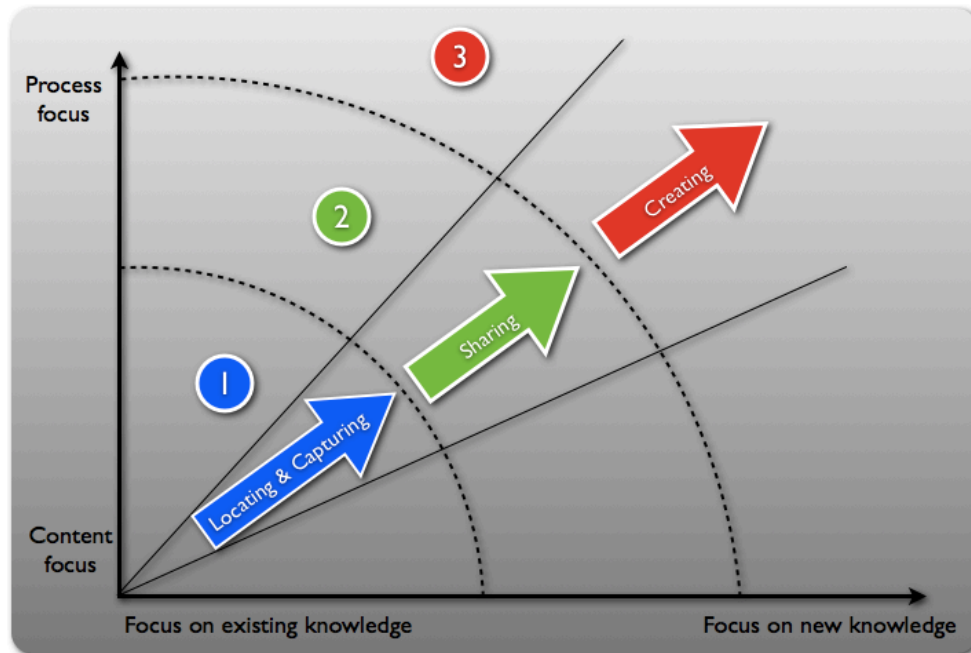 3
Process
focus
Creating
2
Sharing
1
Locating & Capturing
Content
focus
Focus on existing knowledge
Focus on new knowledge